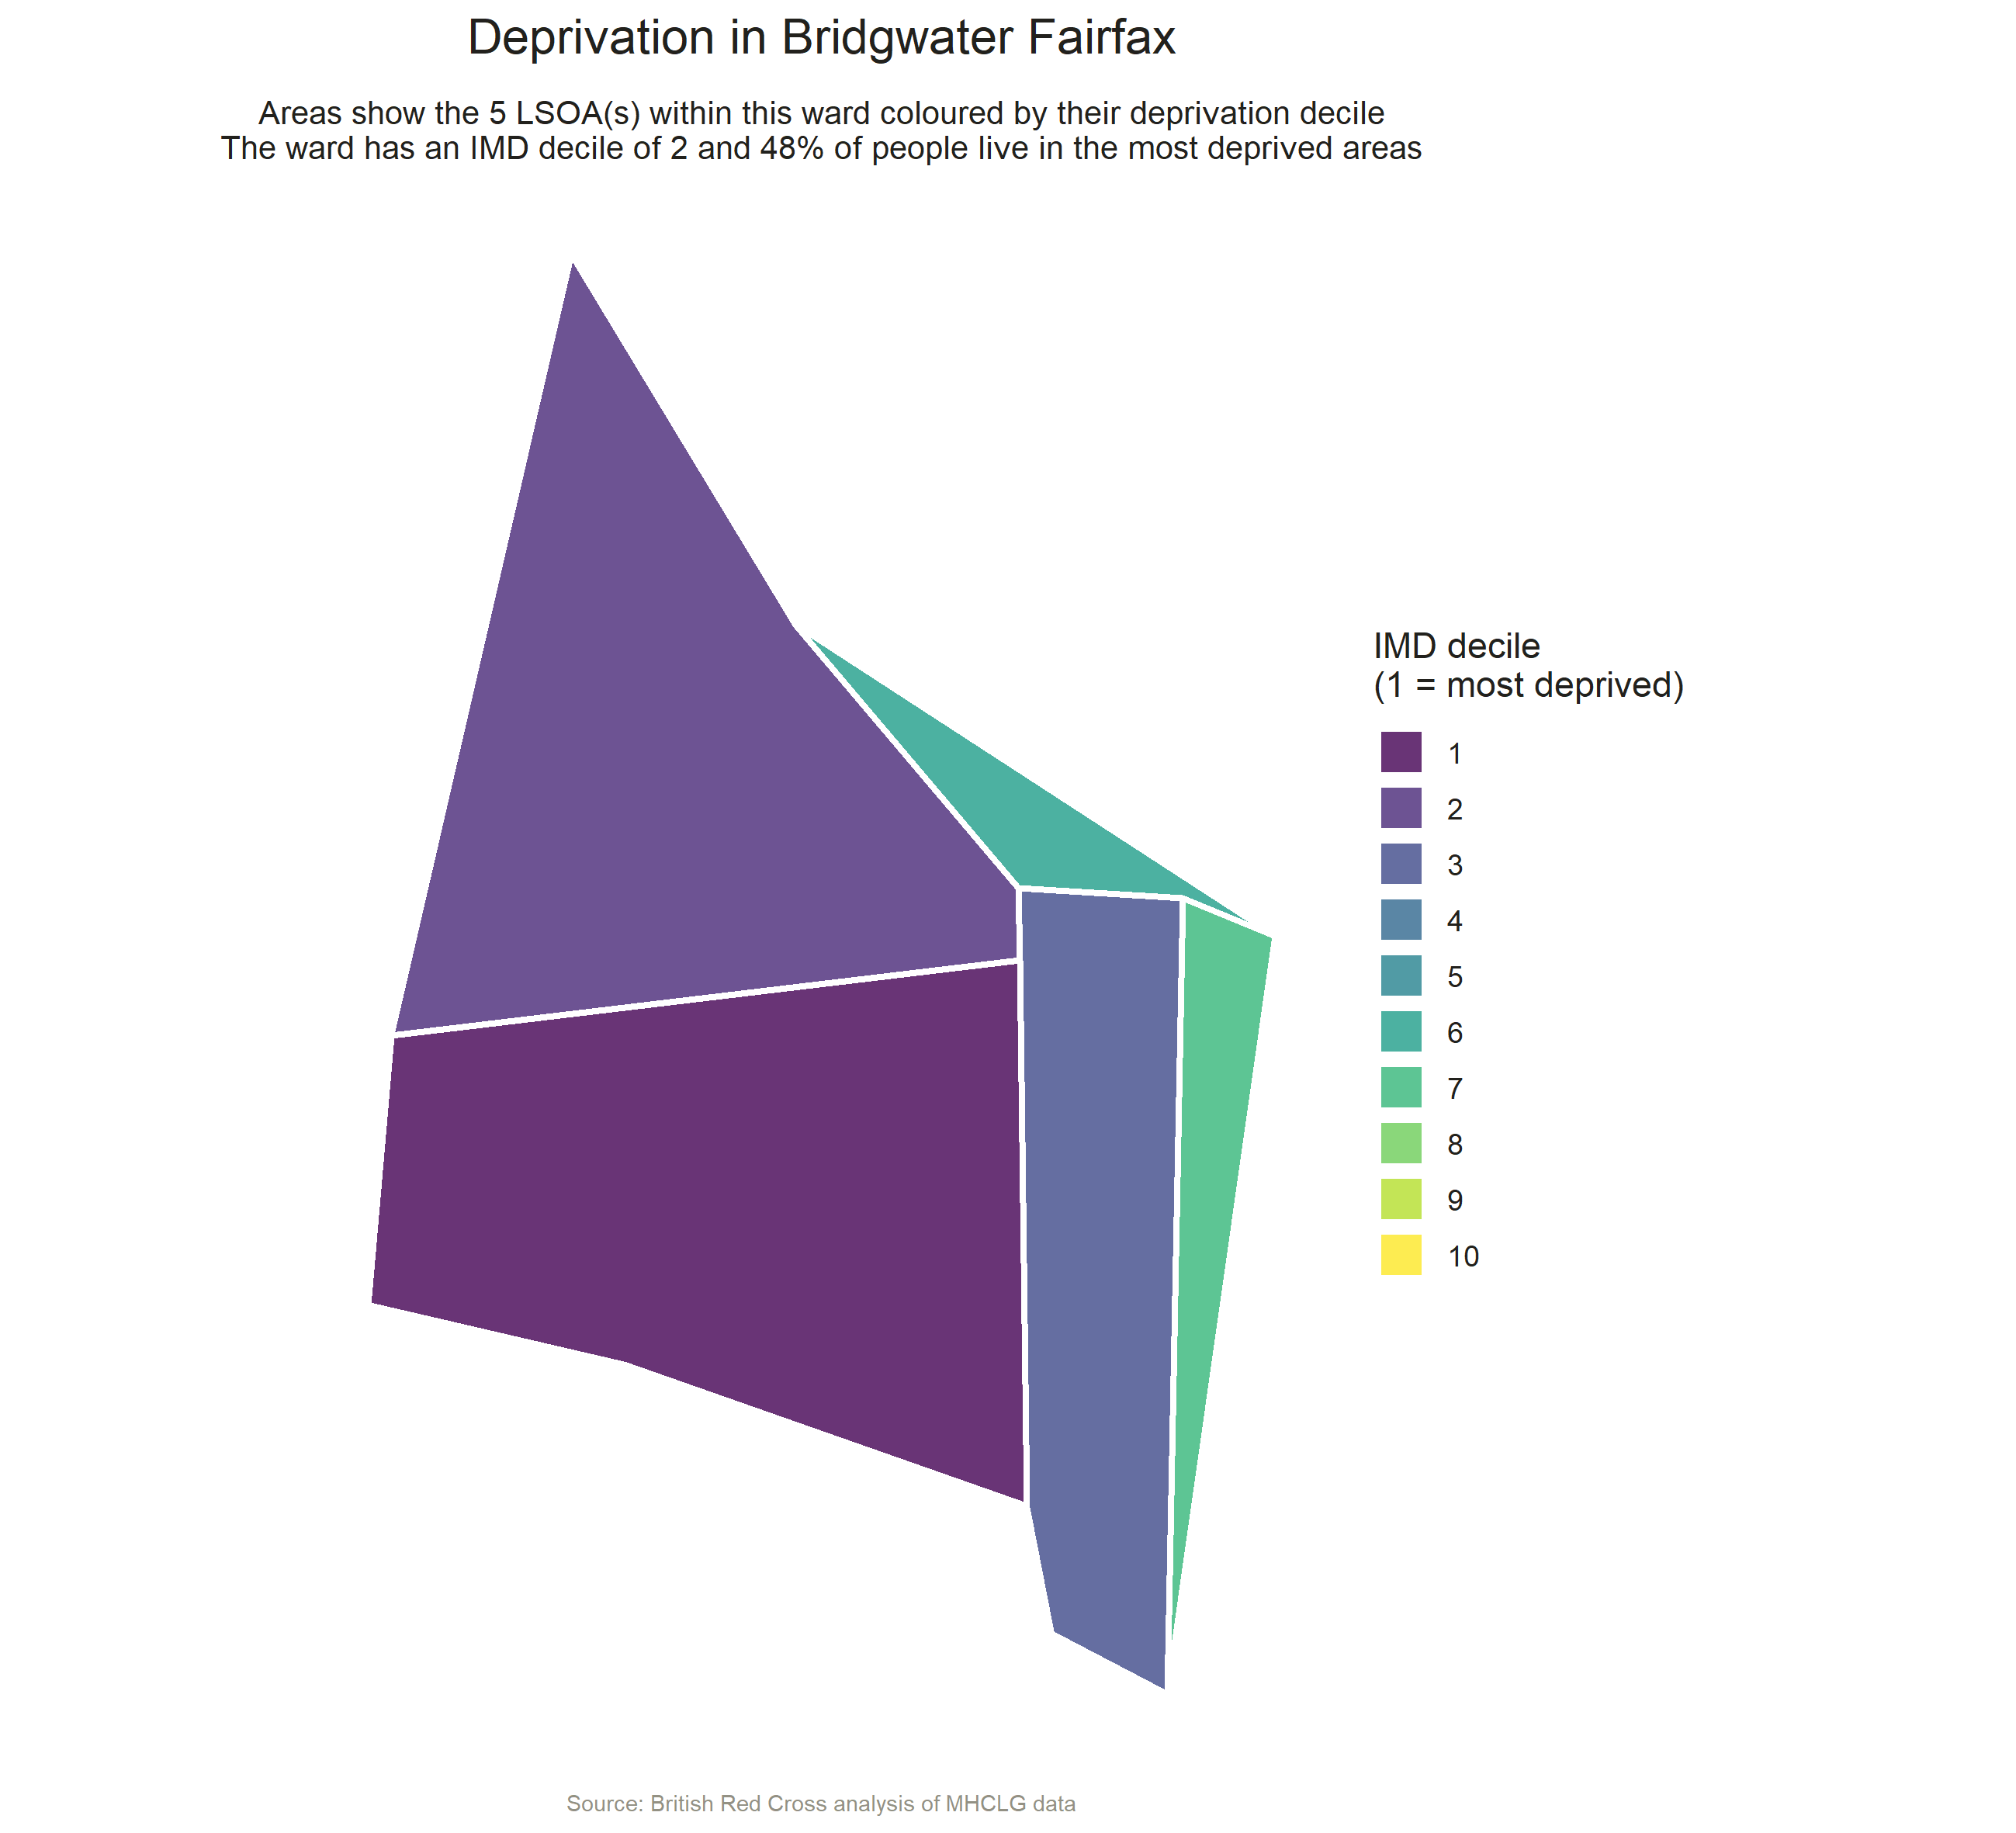 Deprivation in Bridgwater Fairfax
Areas show the 5 LSOA(s) within this ward coloured by their deprivation decile
The ward has an IMD decile of 2 and 48% of people live in the most deprived areas
IMD decile
(1 = most deprived)
1
2
3
4
5
6
7
8
9
10
Source: British Red Cross analysis of MHCLG data